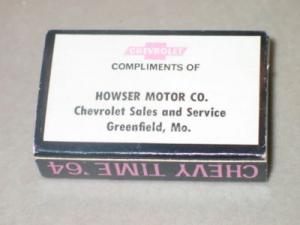 CHEVROLET
COMPLIMENTS OF
HOWSER MOTOR CO.
Chevrolet Sales and Service
Greenfield, Mo.
CHEVY TIME '64